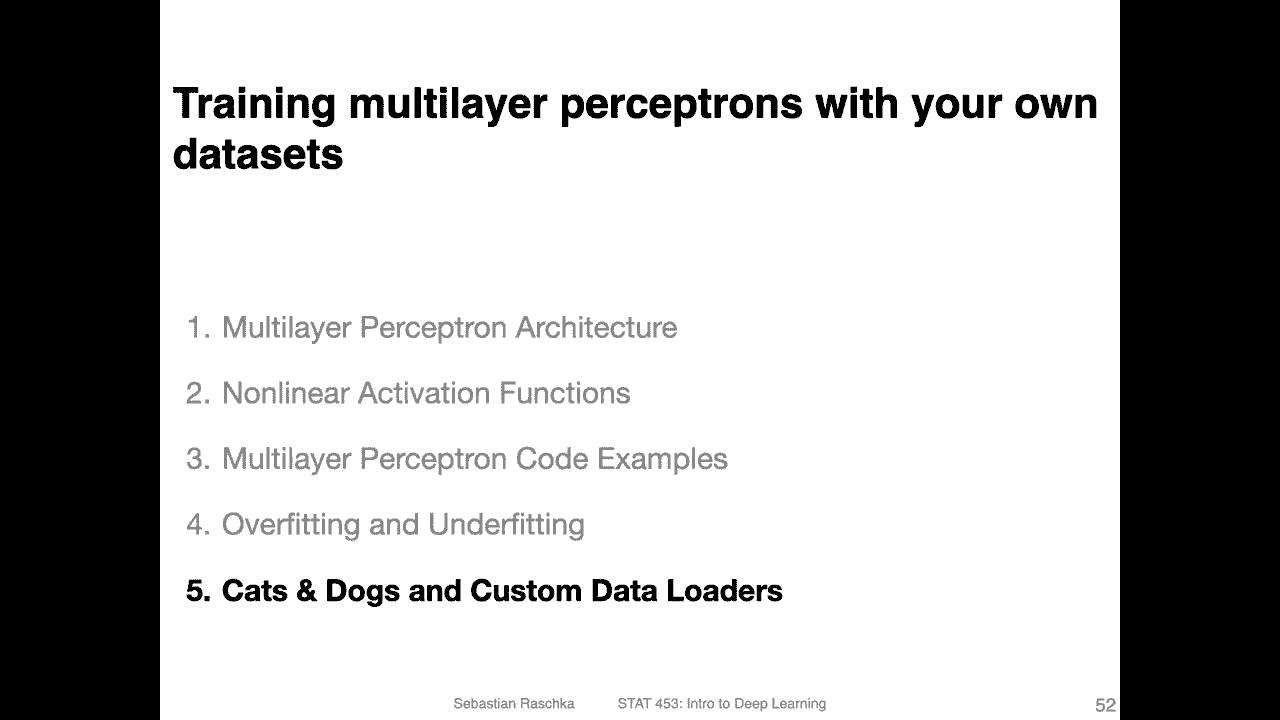 Training multilayer perceptrons with your own
datasets
1. Multilayer Perceptron Architecture
2. Nonlinear Activation Functions
3. Multilayer Perceptron Code Examples
4. Overfitting and Underfitting
5. Cats & Dogs and Custom Data Loaders
Sebastian Raschka STAT 453: Intro to Deep Learning 52